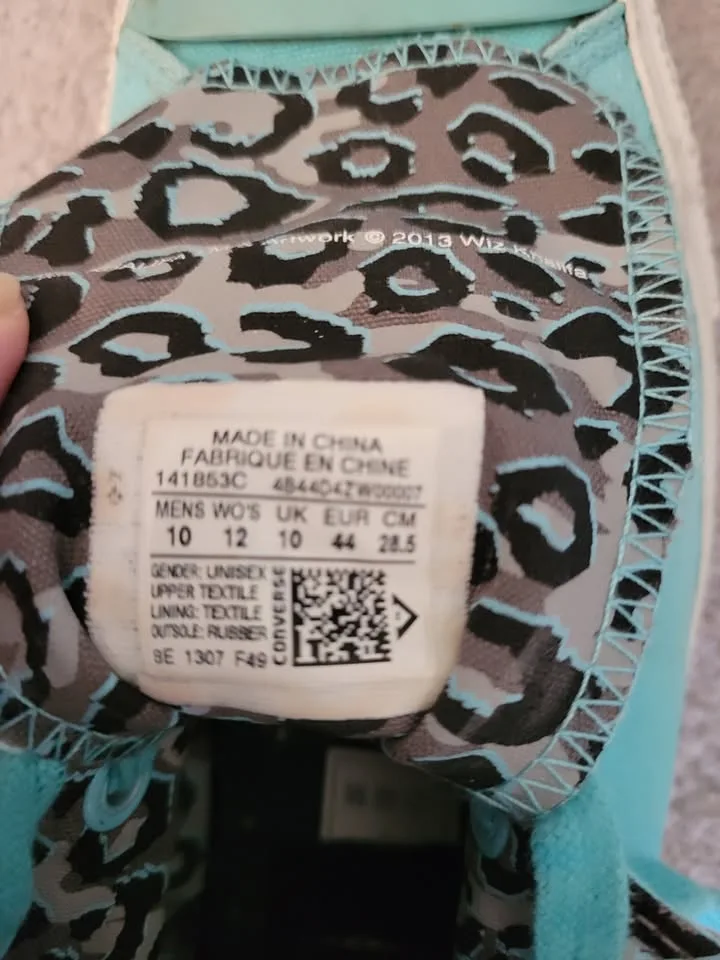 artwork © 2013 Wiz Khalifa
MADE IN CHINA
FABRIQUE EN CHINE
141853C 4B44D4ZW00007
MENS WO'S UK EUR CM
10 12 10 44 28.5
GENDER: UNISEX
UPPER TEXTILE
LINING: TEXTILE
OUTSOLE: RUBBER
CONVERSE
SE 1307 F49